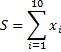 S = ∑_{i=1}^{10} x_i